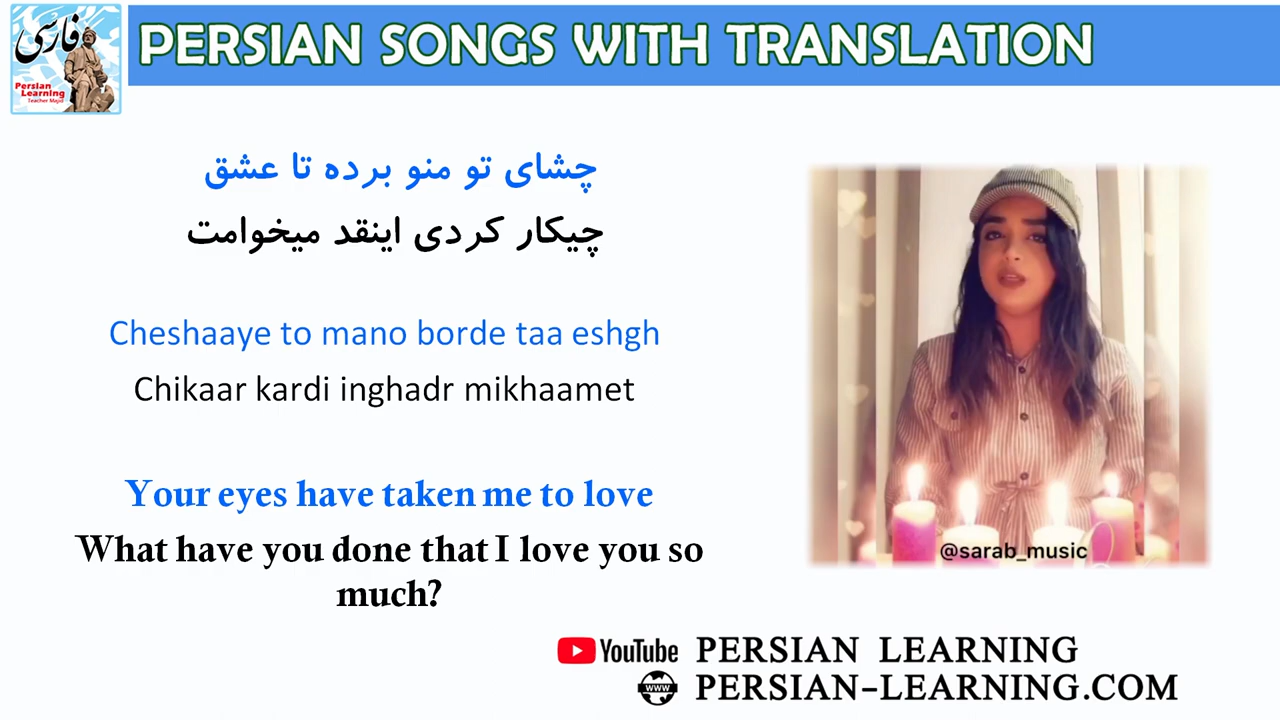 فارسی
Persian
Learning
Teacher Majid
PERSIAN SONGS WITH TRANSLATION
چشای تو منو برده تا عشق
چیکار کردی اینقد میخوامت
Cheshaaye to mano borde taa eshgh
Chikaar kardi inghadr mikhaamet
Your eyes have taken me to love
What have you done that I love you so
much?
@sarab_music
YouTube PERSIAN LEARNING
WWW PERSIAN-LEARNING.COM